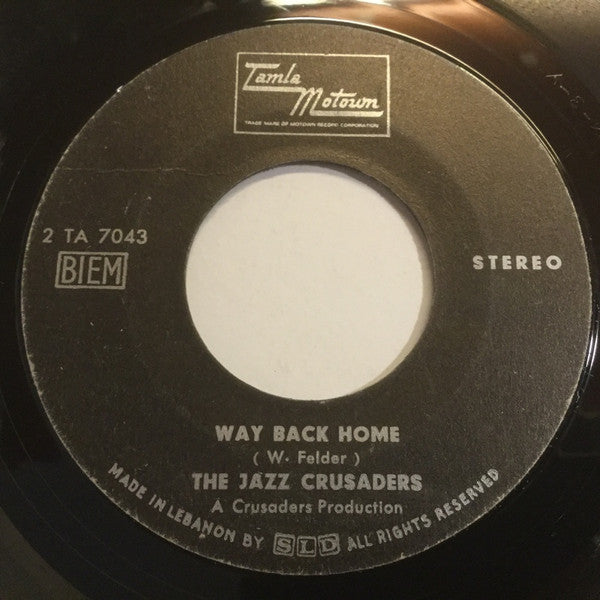 Tamla
Motown
TRADE MARK OF MOTOWN RECORD CORPORATION
2 TA 7043
BIEM
STEREO
WAY BACK HOME
( W. Felder )
THE JAZZ CRUSADERS
A Crusaders Production
MADE IN LEBANON BY SLD ALL RIGHTS RESERVED